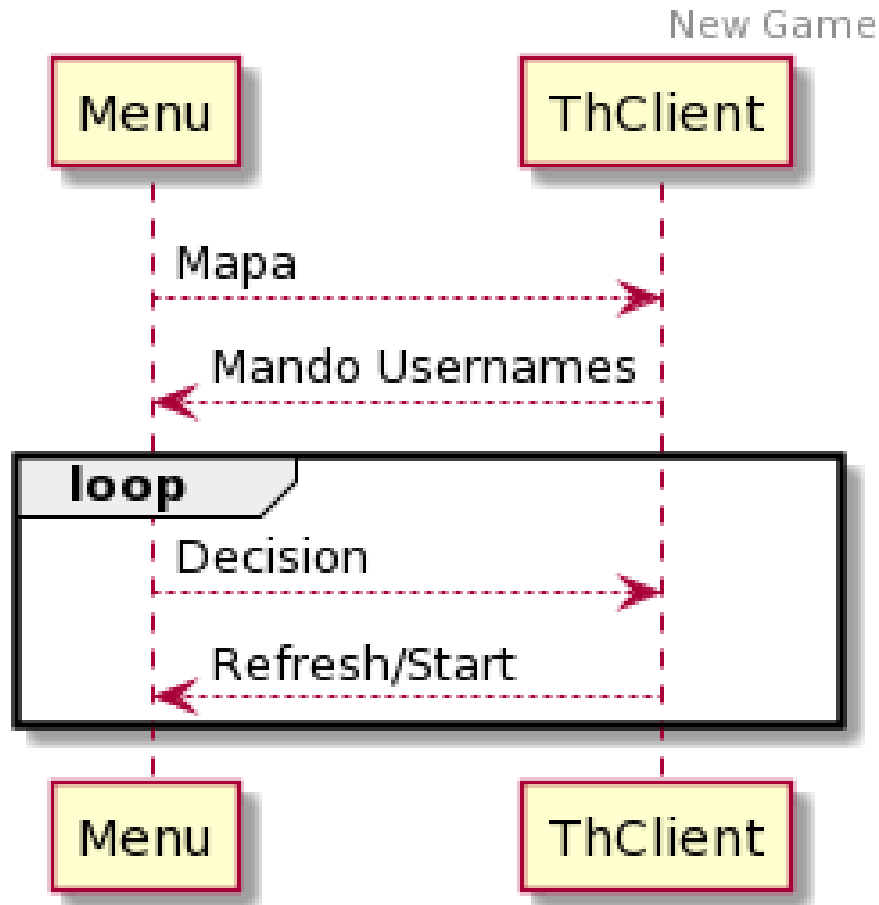 New Game
Menu
ThClient
Mapa
Mando Usernames
loop
Decision
Refresh/Start
Menu
ThClient